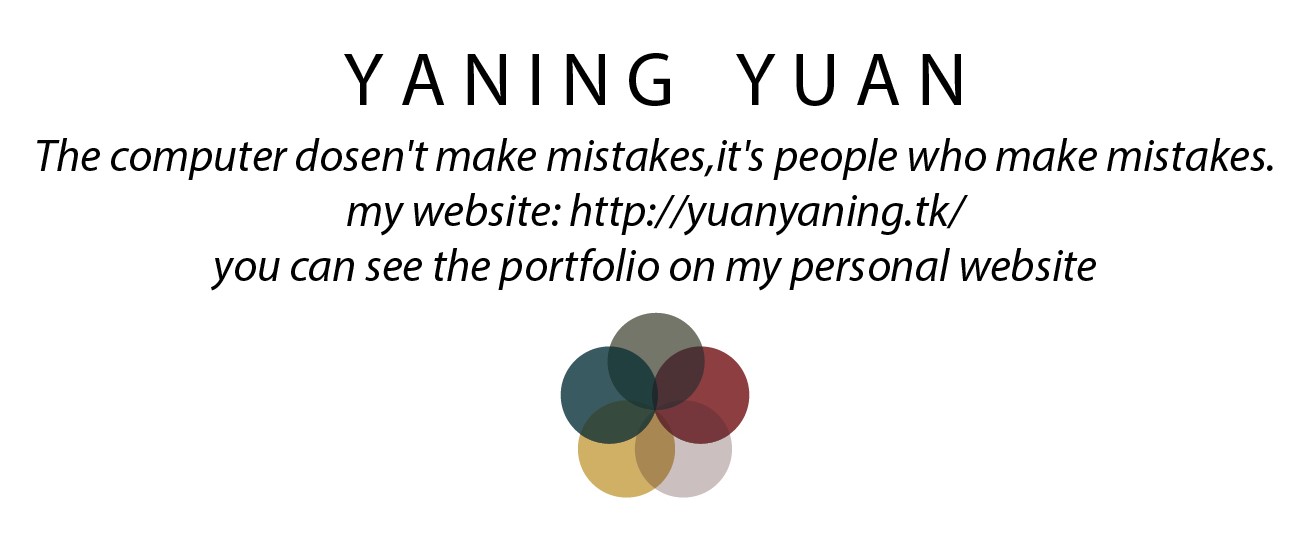 YANING YUAN
The computer dosen't make mistakes,it's people who make mistakes.
my website: http://yuanyaning.tk/
you can see the portfolio on my personal website